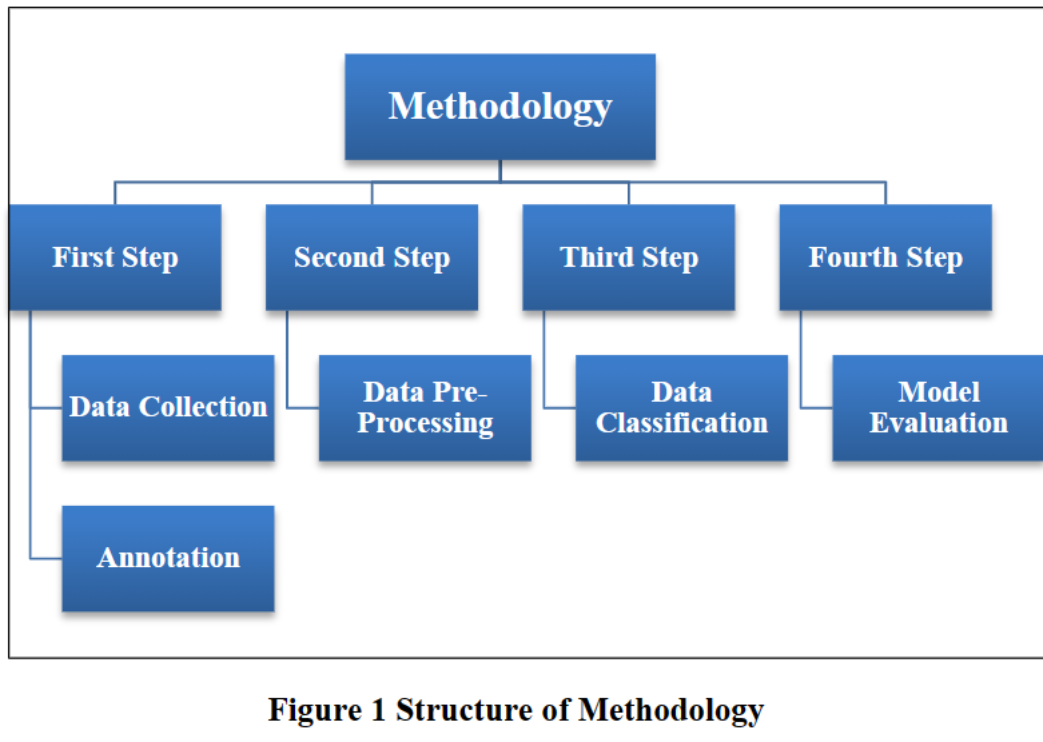 Methodology
First Step
Second Step
Third Step
Fourth Step
Data Collection
Data Pre-
Processing
Data
Classification
Model
Evaluation
Annotation
Figure 1 Structure of Methodology